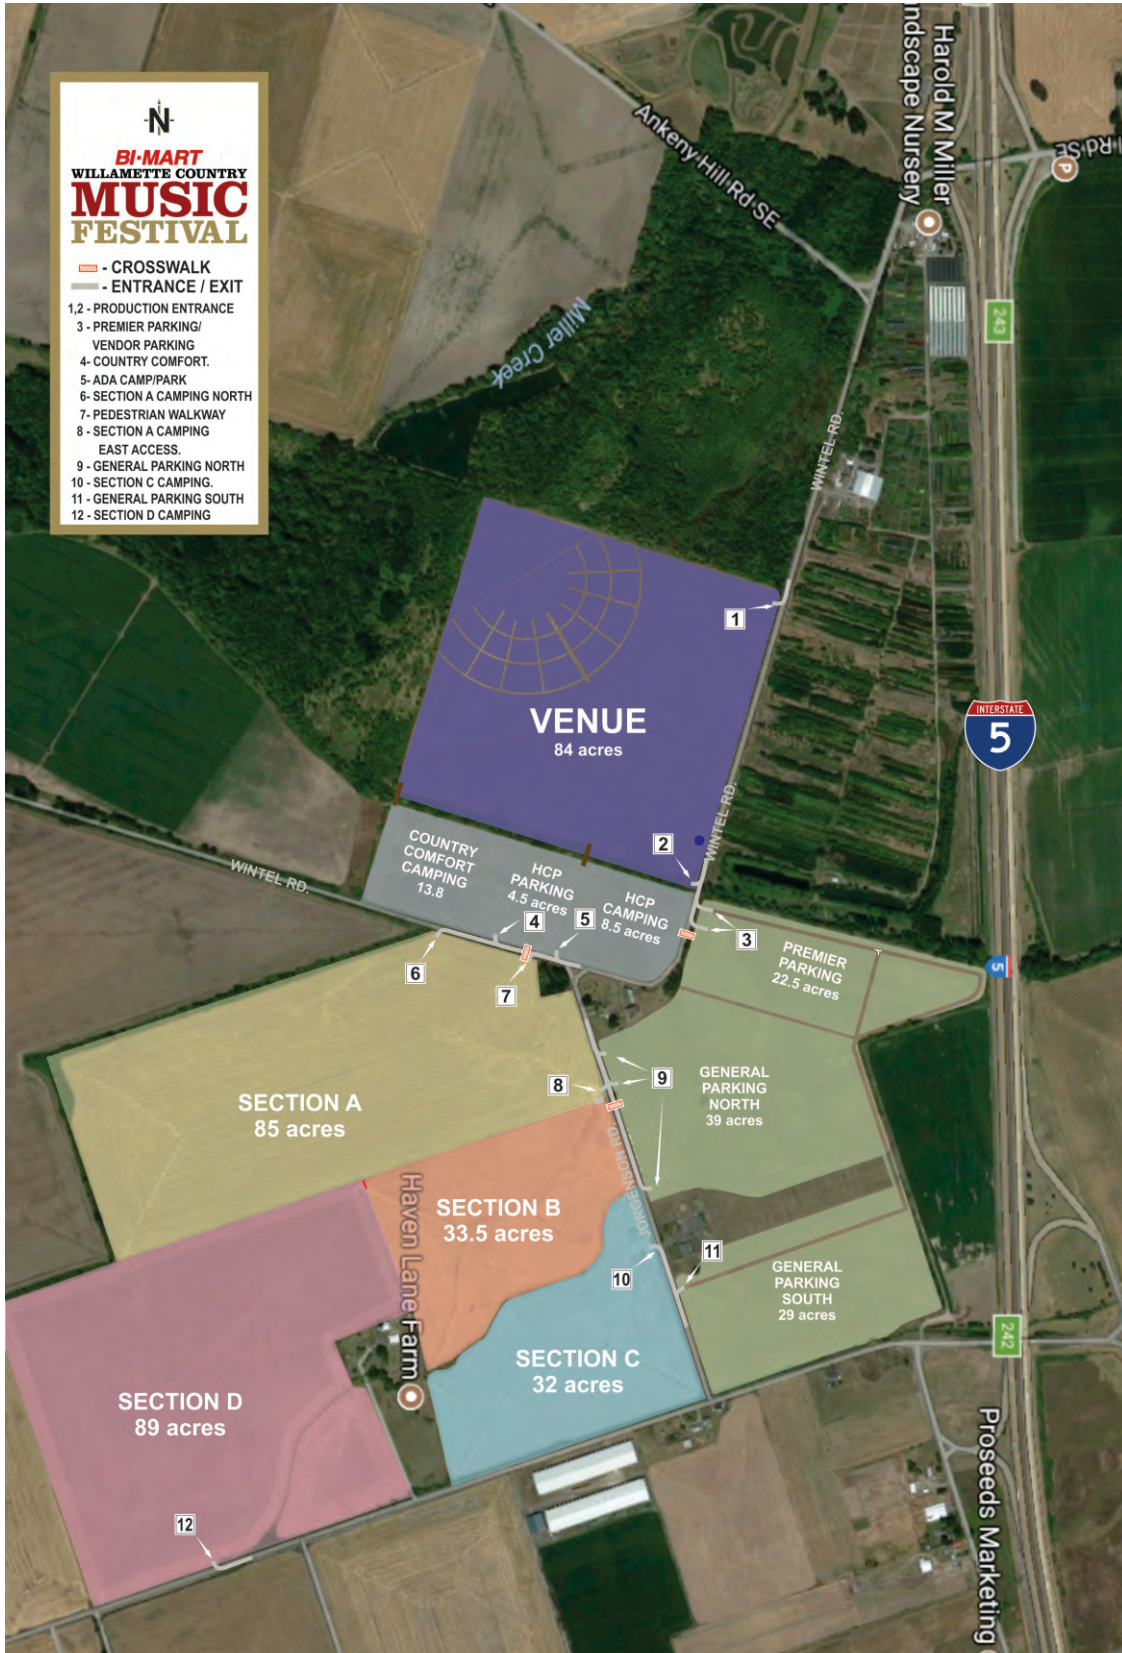 N
BI-MART
WILLAMETTE COUNTRY
MUSIC
FESTIVAL
- CROSSWALK
- ENTRANCE / EXIT
1,2 - PRODUCTION ENTRANCE
3 - PREMIER PARKING/
VENDOR PARKING
4- COUNTRY COMFORT.
5- ADA CAMP/PARK
6- SECTION A CAMPING NORTH
7- PEDESTRIAN WALKWAY
8 - SECTION A CAMPING
EAST ACCESS.
9 - GENERAL PARKING NORTH
10 - SECTION C CAMPING.
11 - GENERAL PARKING SOUTH
12 - SECTION D CAMPING
Harold M Miller
ndscape Nursery
Ankeny Hill Rd SE
Rd SE
P
243
Miller Creek
WINTEL RD.
1
VENUE
84 acres
INTERSTATE
5
WINTEL RD.
2
COUNTRY
COMFORT
CAMPING
13.8
HCP
PARKING
4.5 acres
HCP
CAMPING
8.5 acres
WINTEL RD.
4
5
3
6
7
PREMIER
PARKING
22.5 acres
5
8
9
GENERAL
PARKING
NORTH
39 acres
SECTION A
85 acres
JORGENSON RD.
SECTION B
33.5 acres
Haven Lane Farm
10
11
GENERAL
PARKING
SOUTH
29 acres
242
SECTION C
32 acres
SECTION D
89 acres
12
Proseeds Marketing